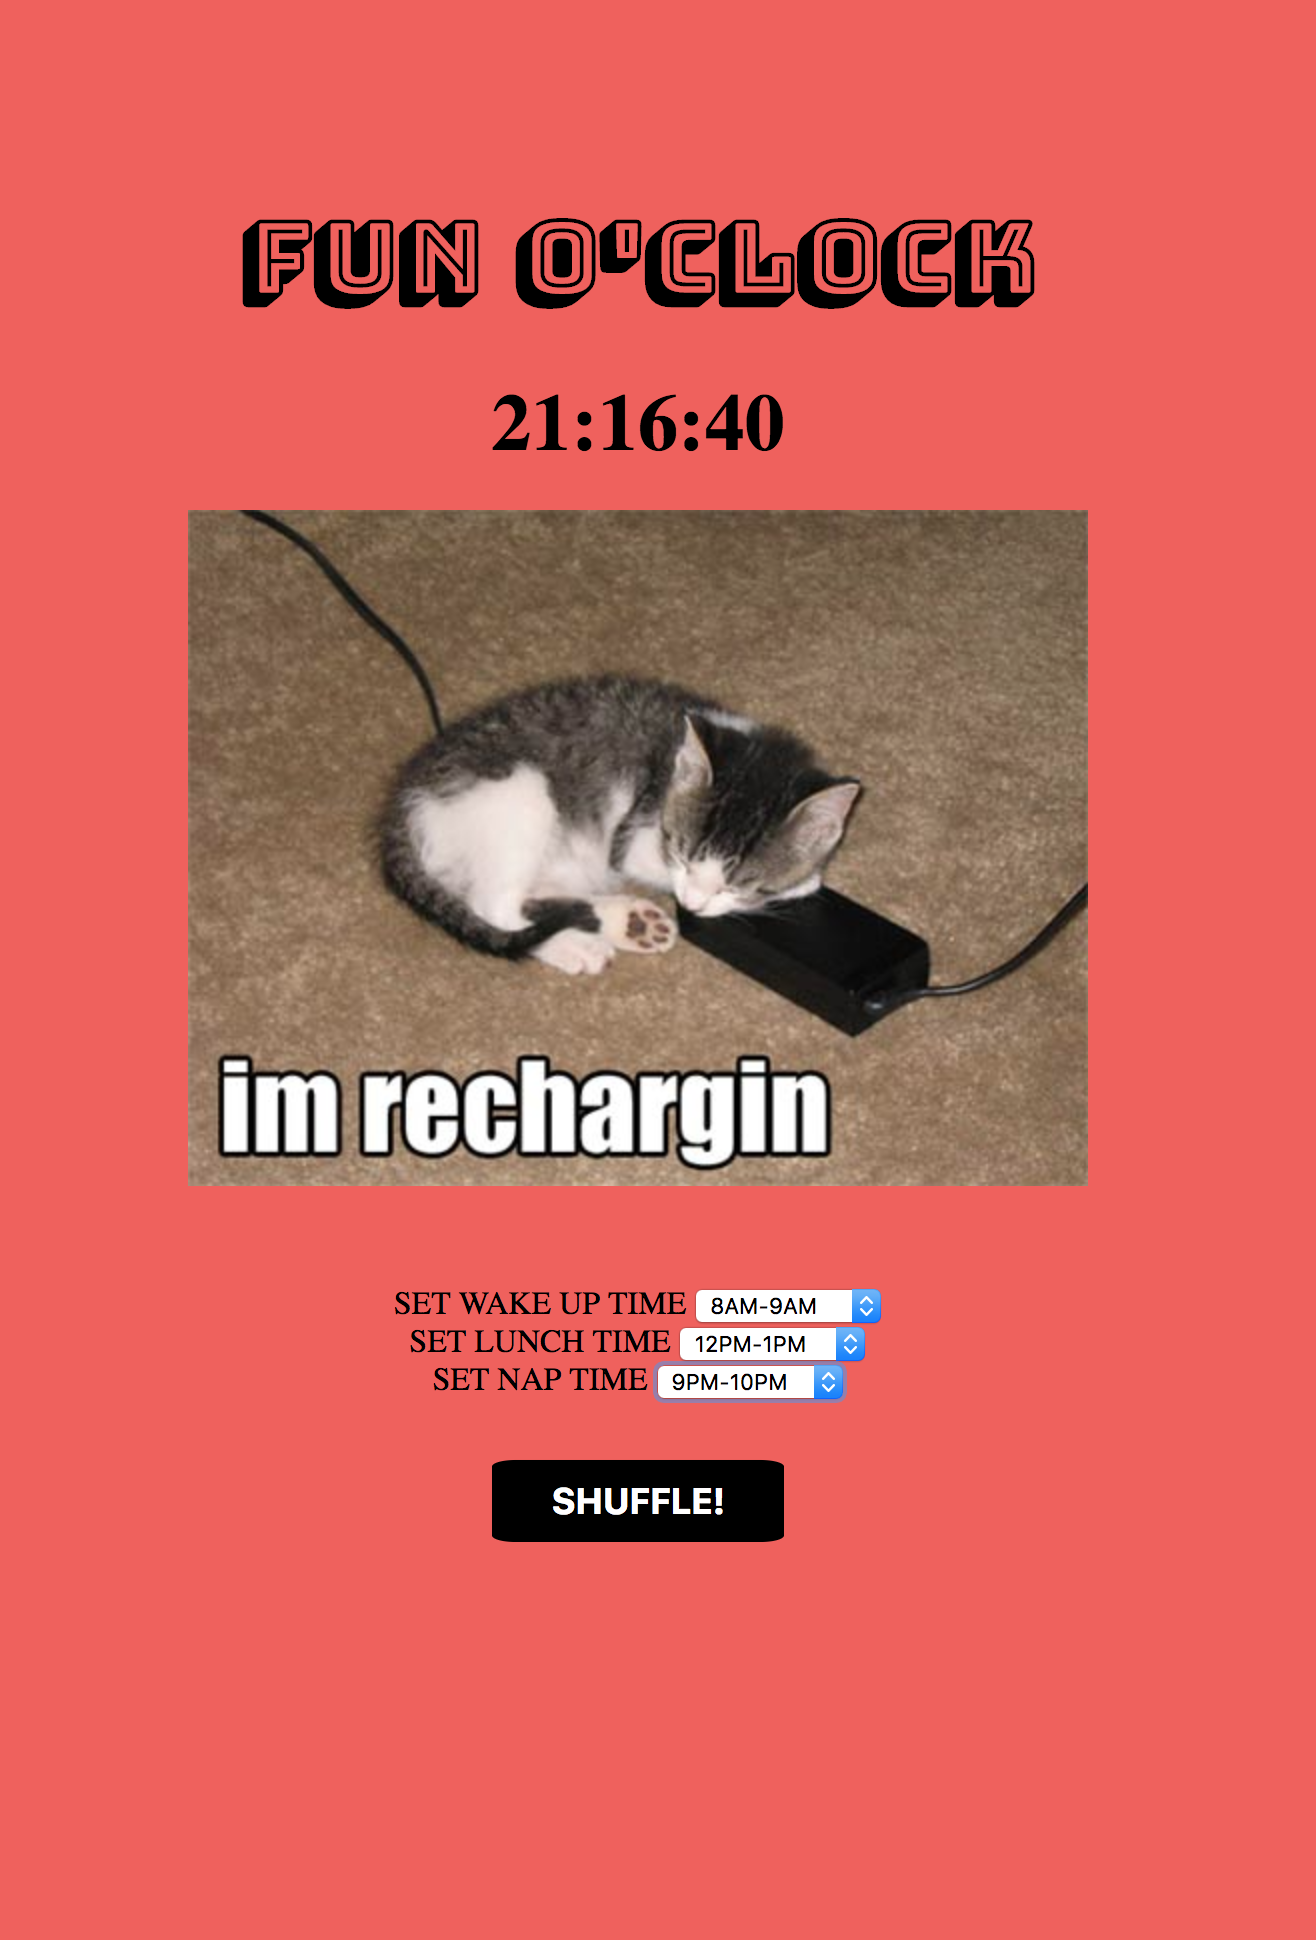 FUN O'CLOCK
21:16:40
im rechargin
SET WAKE UP TIME 8AM-9AM
SET LUNCH TIME 12PM-1PM
SET NAP TIME 9PM-10PM
SHUFFLE!